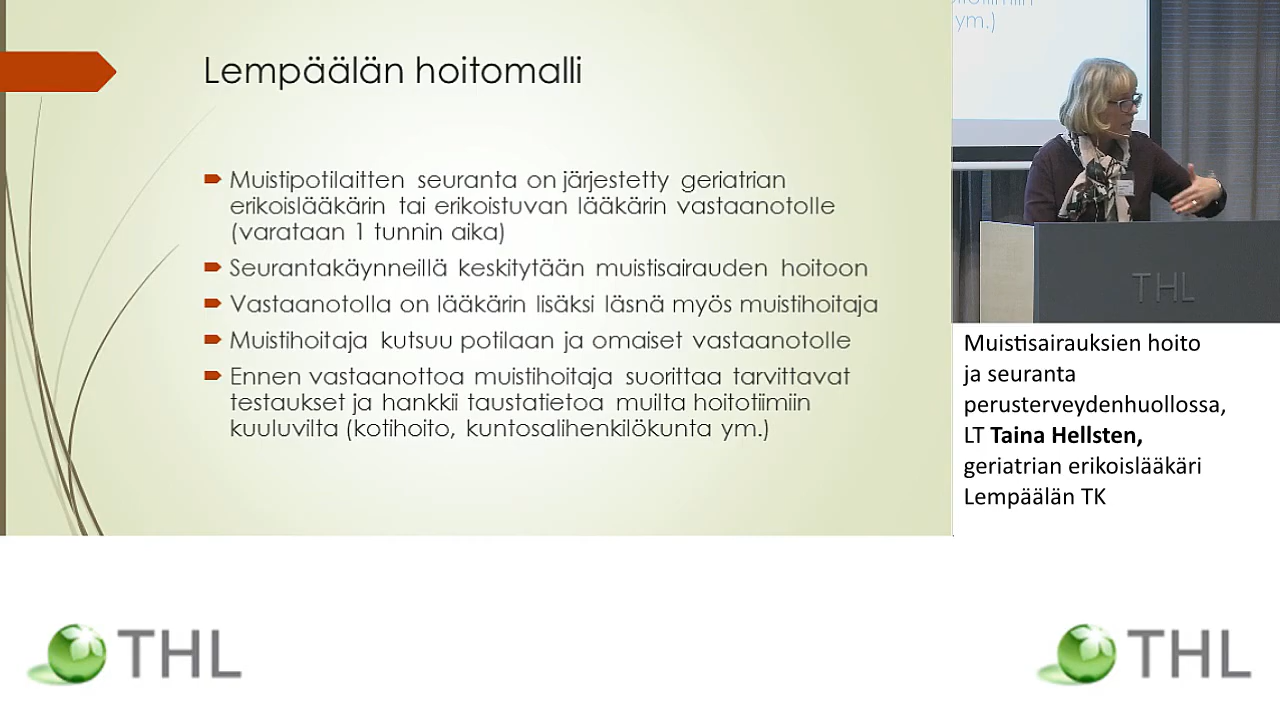 Lempäälän hoitomalli
Muistipotilaitten seuranta on järjestetty geriatrian
erikoislääkärin tai erikoistuvan lääkärin vastaanotolle
(varataan 1 tunnin aika)
Seurantakäynneillä keskitytään muistisairauden hoitoon
Vastaanotolla on lääkärin lisäksi läsnä myös muistihoitaja
Muistihoitaja kutsuu potilaan ja omaiset vastaanotolle
Ennen vastaanottoa muistihoitaja suorittaa tarvittavat
testaukset ja hankkii taustatietoa muilta hoitotiimiin
kuuluvilta (kotihoito, kuntosalihenkilökunta ym.)
ym.)
THL
Muistisairauksien hoito
ja seuranta
perusterveydenhuollossa,
LT Taina Hellsten,
geriatrian erikoislääkäri
Lempäälän TK
THL
THL